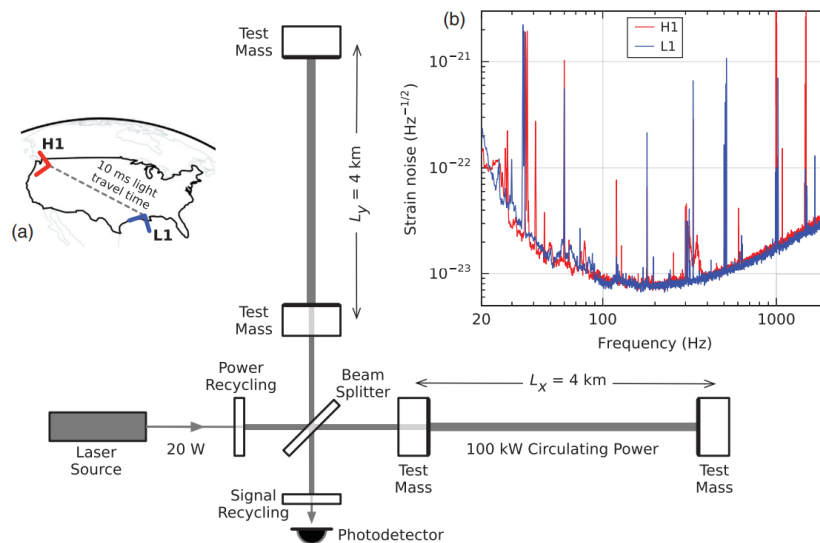 Test
Mass
L_y = 4 km
Test
Mass
(a)
H1
10 ms light
travel time
L1
(b)
H1
L1
Strain noise (Hz^{-1/2})
10^{-21}
10^{-22}
10^{-23}
20
100
1000
Frequency (Hz)
Power
Recycling
Beam
Splitter
L_x = 4 km
Laser
Source
20 W
100 kW Circulating Power
Test
Mass
Test
Mass
Signal
Recycling
Photodetector